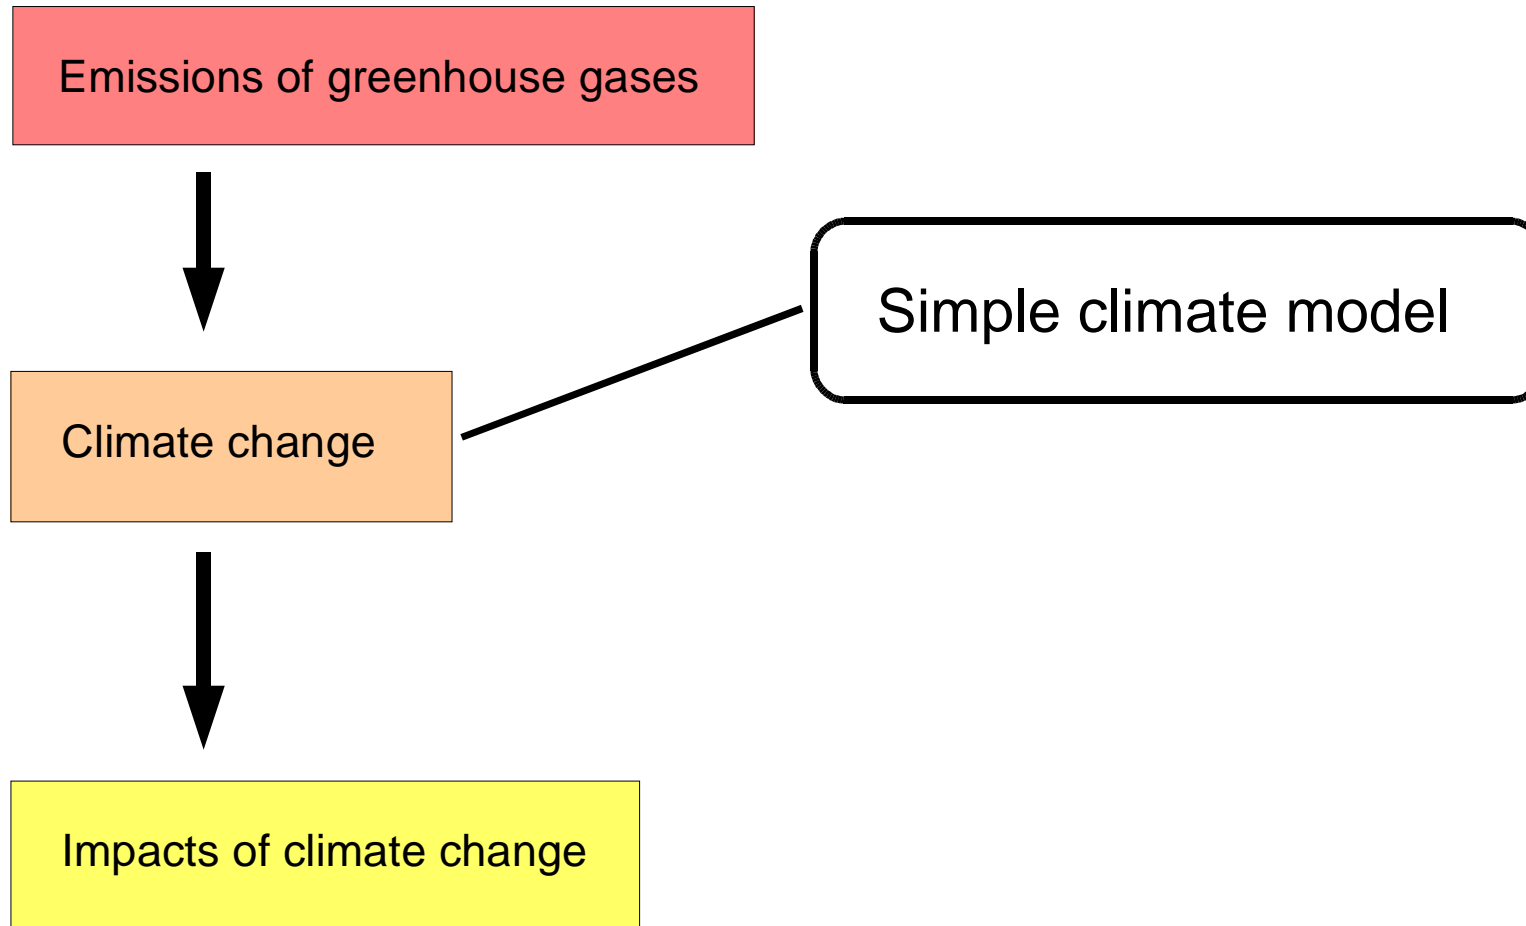 Emissions of greenhouse gases
Simple climate model
Climate change
Impacts of climate change